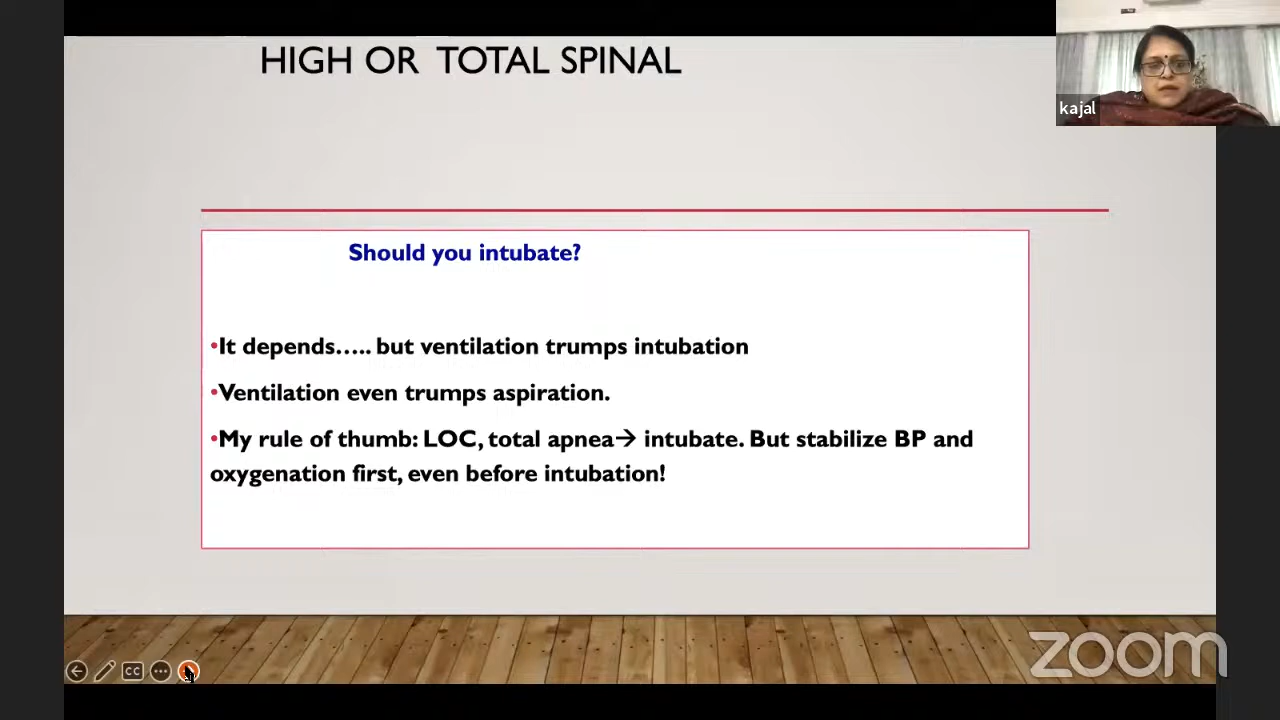 HIGH OR TOTAL SPINAL
kajal
Should you intubate?
•It depends….. but ventilation trumps intubation
•Ventilation even trumps aspiration.
•My rule of thumb: LOC, total apnea→ intubate. But stabilize BP and
oxygenation first, even before intubation!
CC
zoom